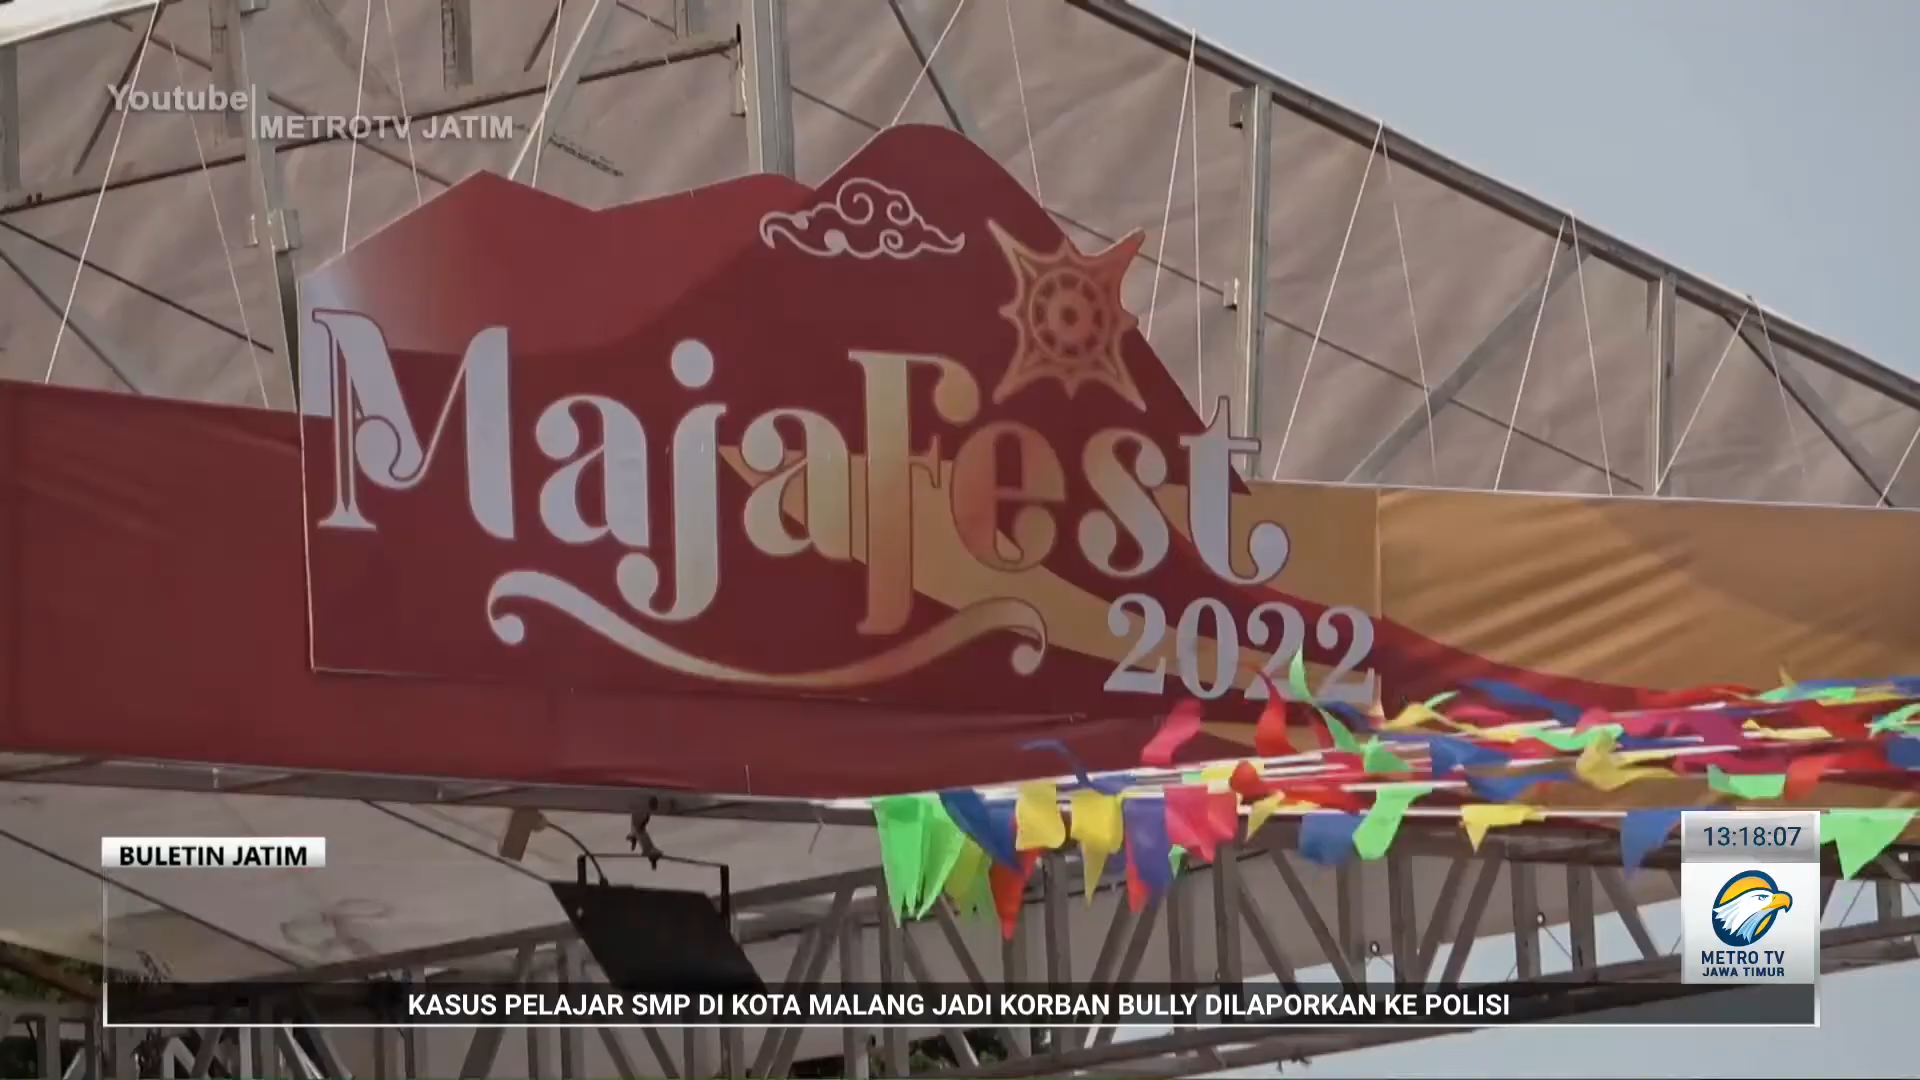 Youtube
METROTV JATIM
MajaFest
2022
BULETIN JATIM
13:18:07
METRO TV
JAWA TIMUR
KASUS PELAJAR SMP DI KOTA MALANG JADI KORBAN BULLY DILAPORKAN KE POLISI